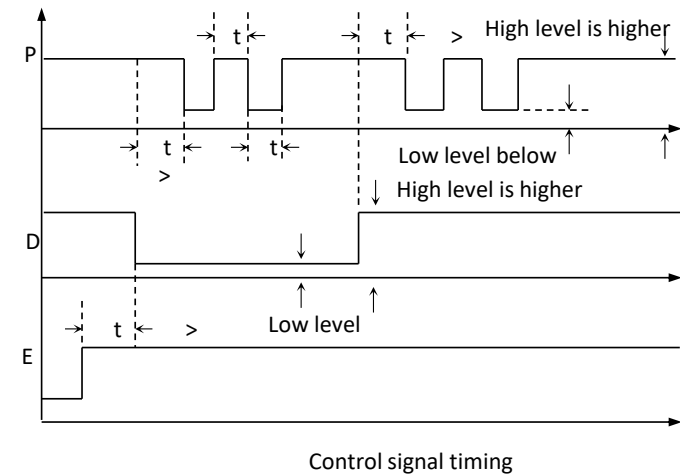 t
t
>
High level is higher
P
t
t
>
Low level below
High level is higher
D
t
>
Low level
E
Control signal timing